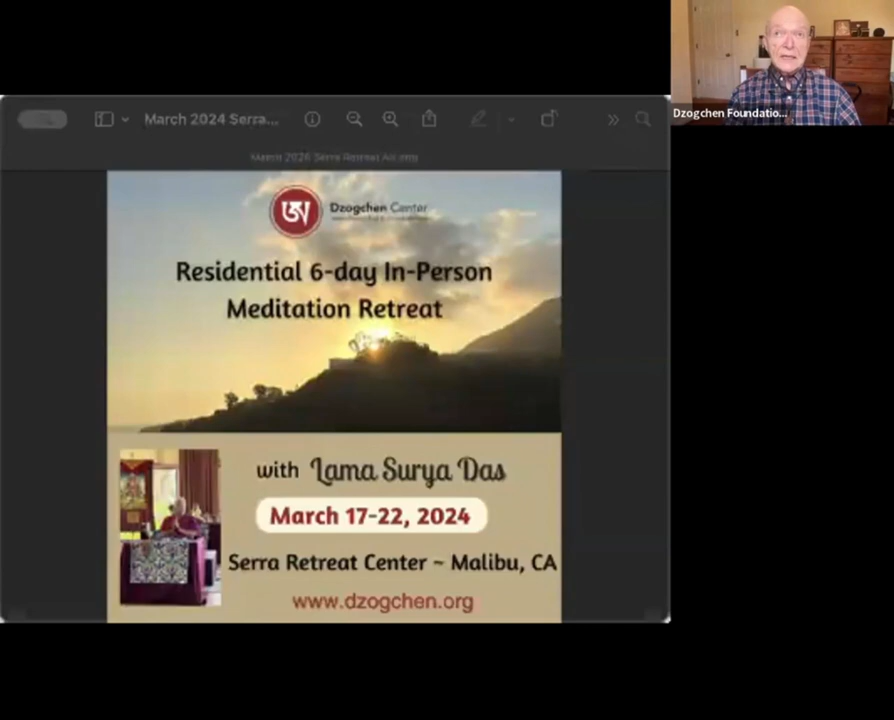 March 2024 Serra...
Dzogchen Foundatio...
Dzogchen Center
Residential 6-day In-Person
Meditation Retreat
with Lama Surya Das
March 17-22, 2024
Serra Retreat Center ~ Malibu, CA
www.dzogchen.org